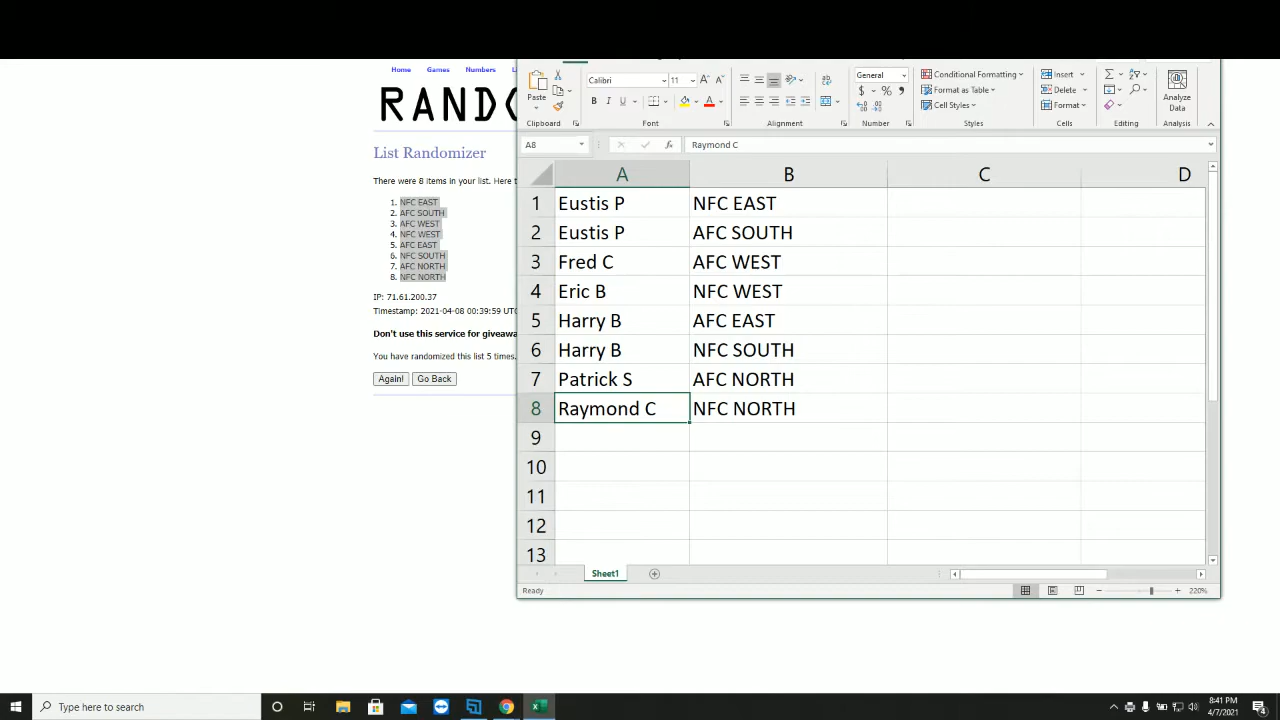 Home Games Numbers
RANDO
List Randomizer
There were 8 items in your list. Here t
1. NFC EAST
2. AFC SOUTH
3. AFC WEST
4. NFC WEST
5. AFC EAST
6. NFC SOUTH
7. AFC NORTH
8. NFC NORTH
IP: 71.61.200.37
Timestamp: 2021-04-08 00:39:59 UTC
Don't use this service for giveawa
You have randomized this list 5 times.
Again! Go Back
Paste
Calibri 11
B I U
General
$ % 9
Conditional Formatting
Format as Table
Cell Styles
Insert
Delete
Format
Analyze
Data
Clipboard Font Alignment Number Styles Cells Editing Analysis
A8 fx Raymond C
A B C D
1 Eustis P NFC EAST
2 Eustis P AFC SOUTH
3 Fred C AFC WEST
4 Eric B NFC WEST
5 Harry B AFC EAST
6 Harry B NFC SOUTH
7 Patrick S AFC NORTH
8 Raymond C NFC NORTH
9
10
11
12
13
Sheet1
Ready 220%
Type here to search
8:41 PM
4/7/2021
4